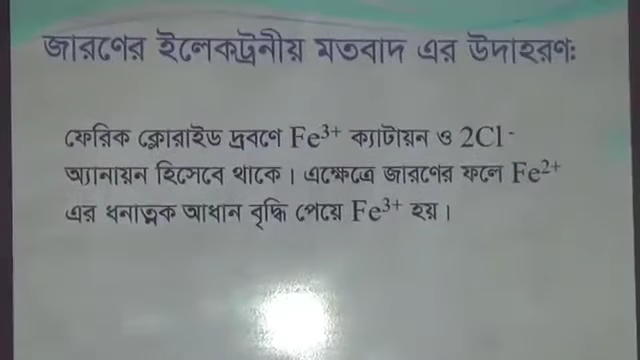 জারণের ইলেকট্রনীয় মতবাদ এর উদাহরণঃ
ফেরিক ক্লোরাইড দ্রবণে Fe³⁺ ক্যাটায়ন ও 2Cl⁻
অ্যানায়ন হিসেবে থাকে। এক্ষেত্রে জারণের ফলে Fe²⁺
এর ধনাত্নক আধান বৃদ্ধি পেয়ে Fe³⁺ হয়।